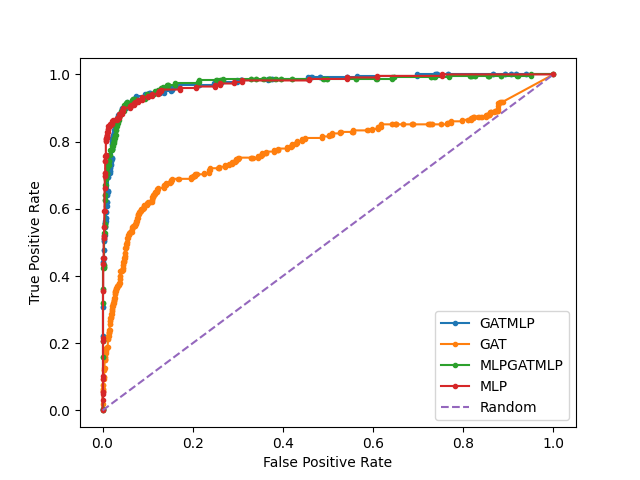 1.0
0.8
0.6
0.4
0.2
0.0
True Positive Rate
0.0 0.2 0.4 0.6 0.8 1.0
False Positive Rate
GATMLP
GAT
MLPGATMLP
MLP
Random